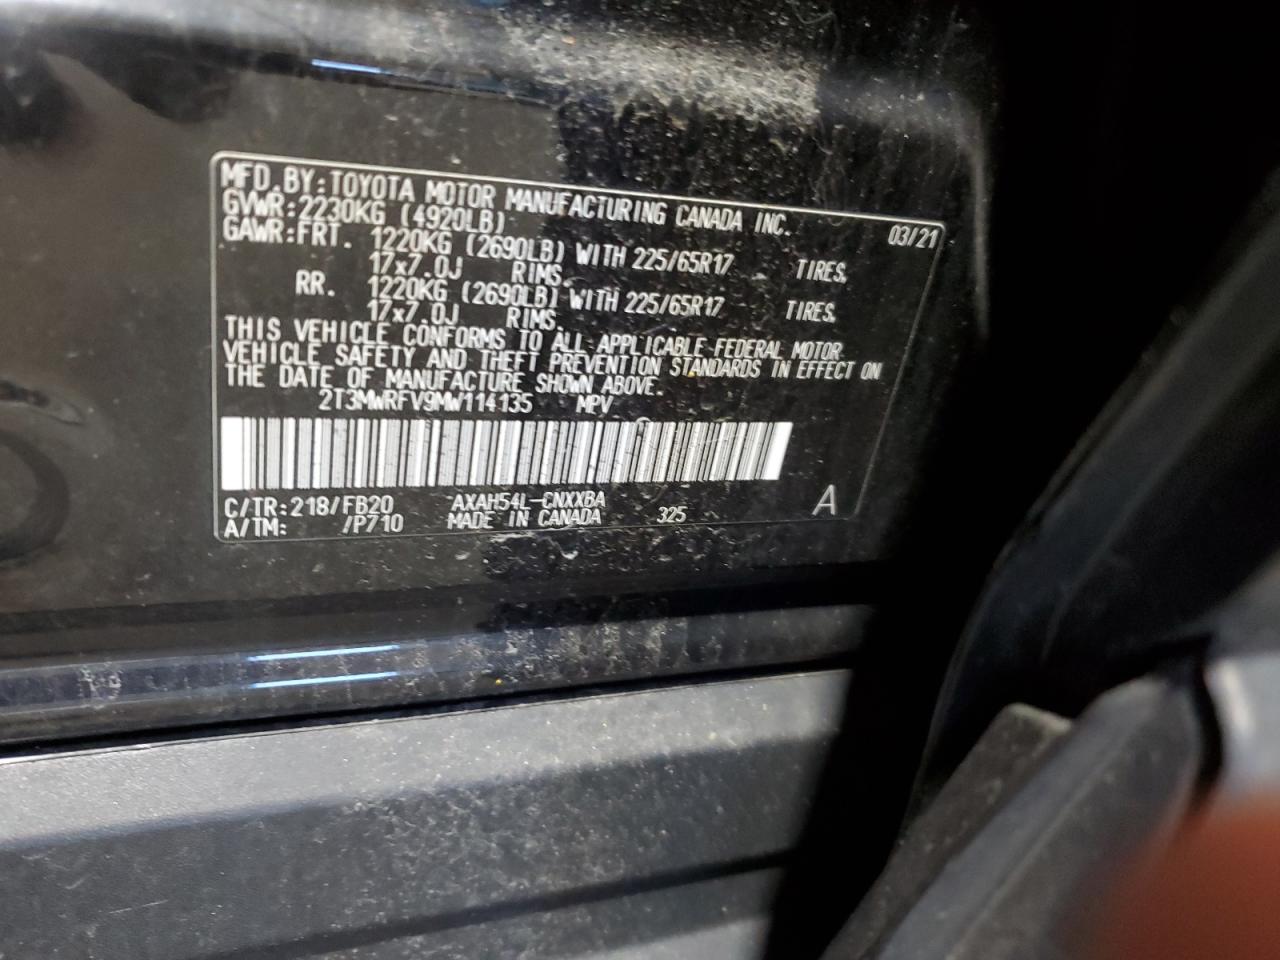 MFD.BY:TOYOTA MOTOR MANUFACTURING CANADA INC. 03/21
GVWR:2230KG (4920LB)
GAWR:FRT. 1220KG (2690LB) WITH 225/65R17 TIRES,
17x7.0J RIMS.
RR. 1220KG (2690LB) WITH 225/65R17 TIRES,
17x7.0J RIMS.
THIS VEHICLE CONFORMS TO ALL APPLICABLE FEDERAL MOTOR
VEHICLE SAFETY AND THEFT PREVENTION STANDARDS IN EFFECT ON
THE DATE OF MANUFACTURE SHOWN ABOVE.
2T3MWRFV9MW114135 MPV
C/TR:218/FB20 AXAH54L-CNXXBA
A/TM: /P710 MADE IN CANADA 325 A